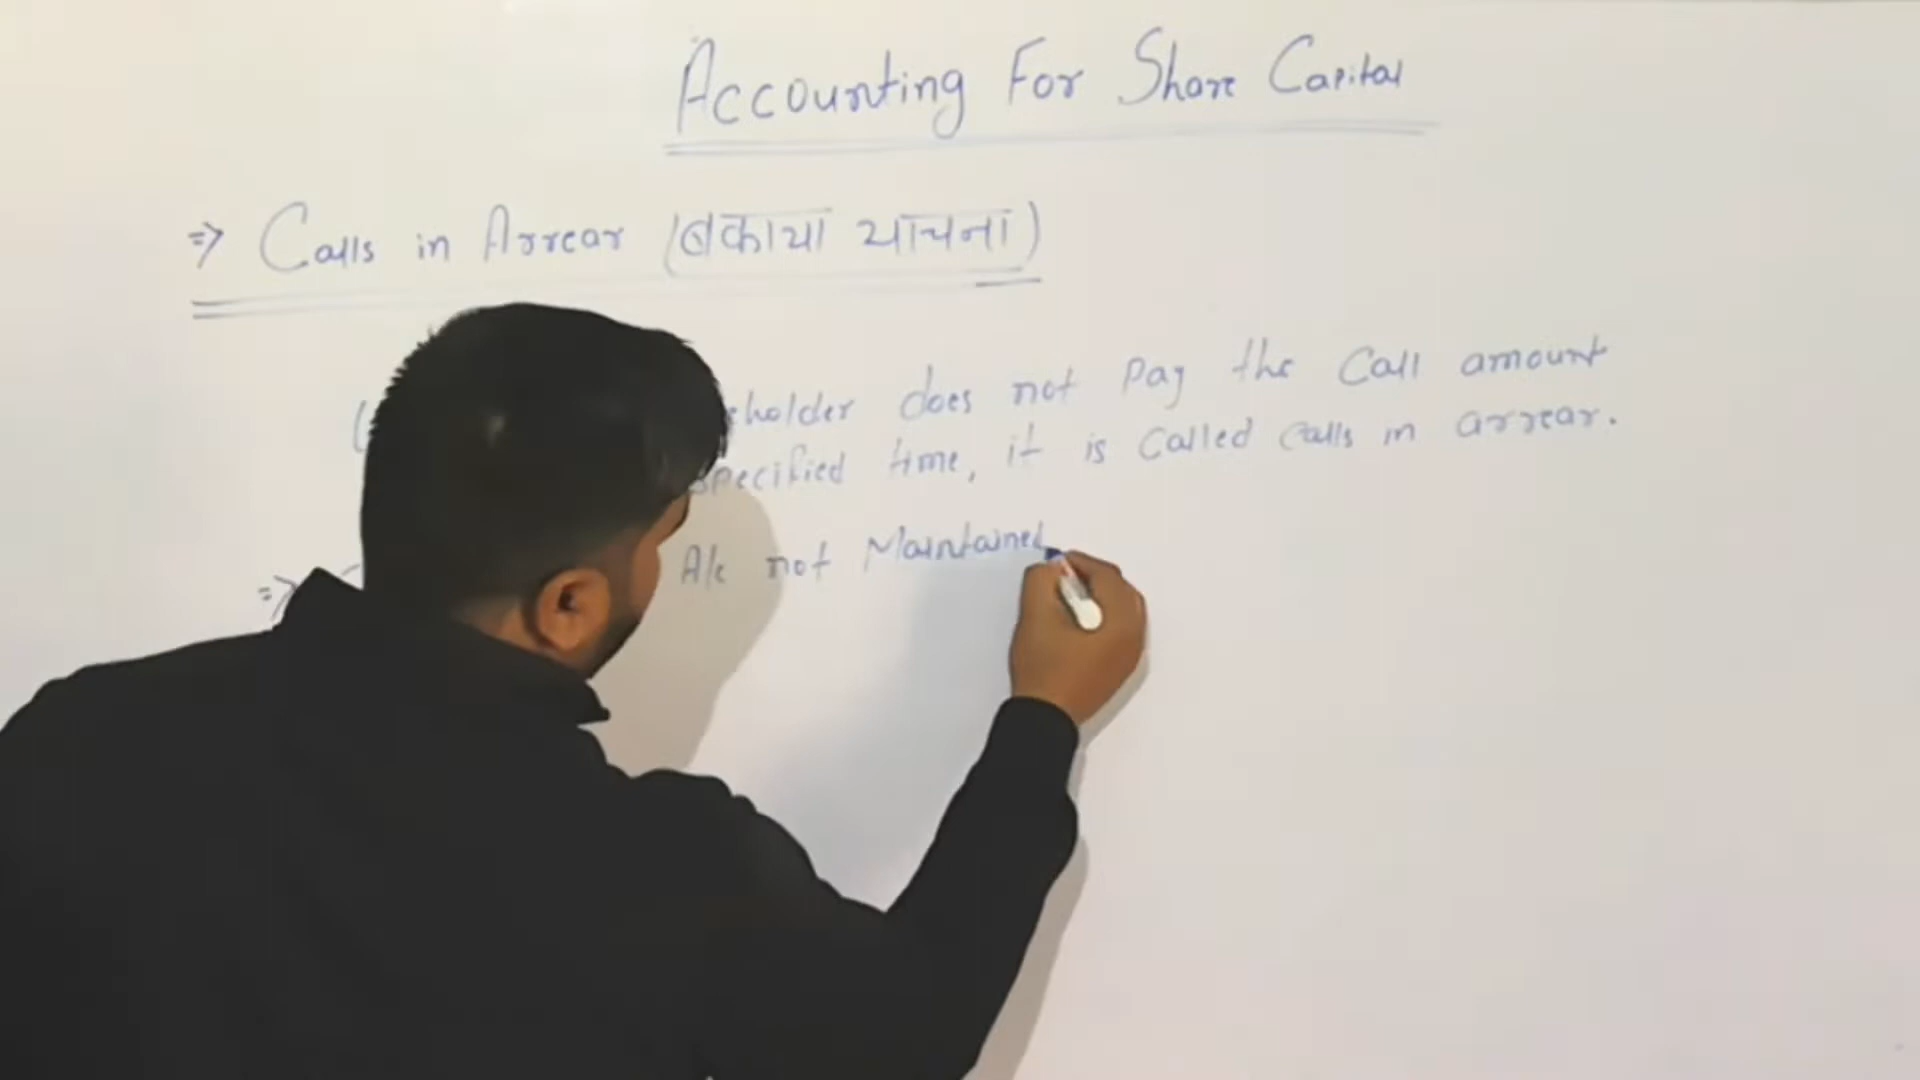 Accounting For Share Capital
=> Calls in Arrear (बकाया याचना)
holder does not pay the call amount
specified time, it is called calls in arrear.
=> A/c not Maintained